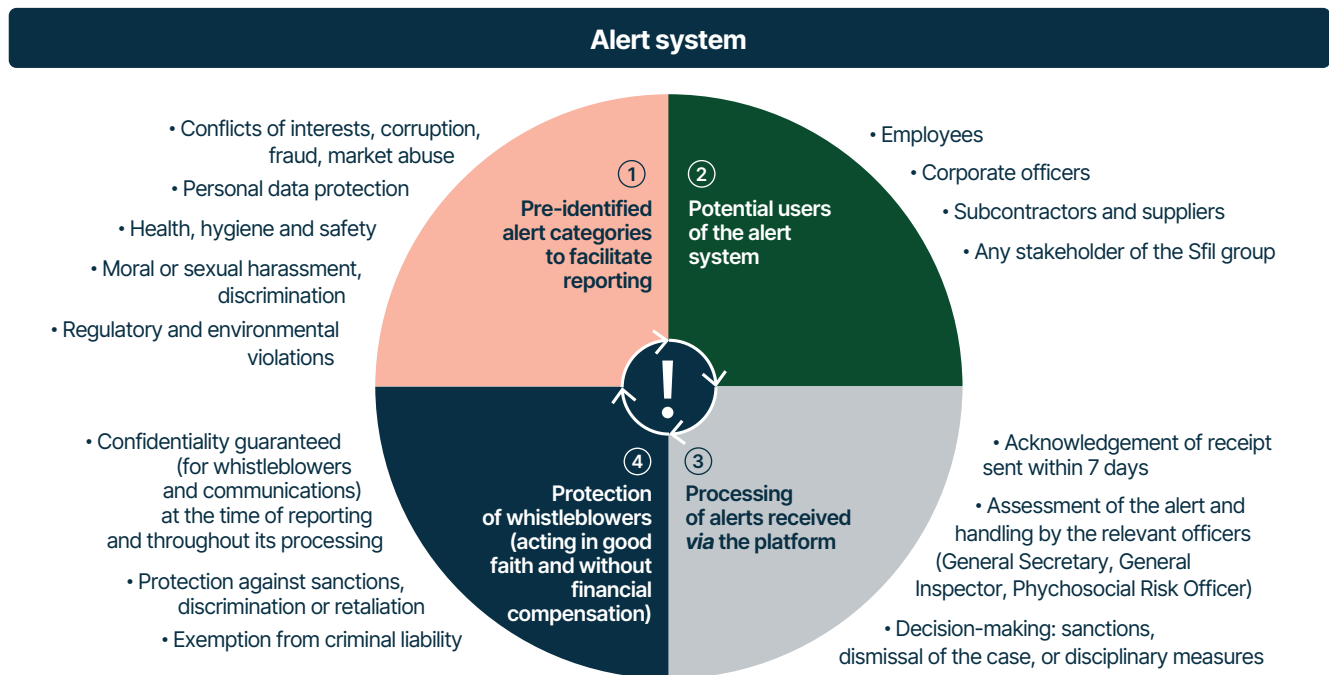 Alert system
• Conflicts of interests, corruption,
fraud, market abuse
• Personal data protection
• Health, hygiene and safety
• Moral or sexual harassment,
discrimination
• Regulatory and environmental
violations
1
Pre-identified
alert categories
to facilitate
reporting
2
Potential users
of the alert
system
• Employees
• Corporate officers
• Subcontractors and suppliers
• Any stakeholder of the Sfil group
!
3
Processing
of alerts received
via the platform
• Acknowledgement of receipt
sent within 7 days
• Assessment of the alert and
handling by the relevant officers
(General Secretary, General
Inspector, Phychosocial Risk Officer)
• Decision-making: sanctions,
dismissal of the case, or disciplinary measures
4
Protection
of whistleblowers
(acting in good
faith and without
financial
compensation)
• Confidentiality guaranteed
(for whistleblowers
and communications)
at the time of reporting
and throughout its processing
• Protection against sanctions,
discrimination or retaliation
• Exemption from criminal liability